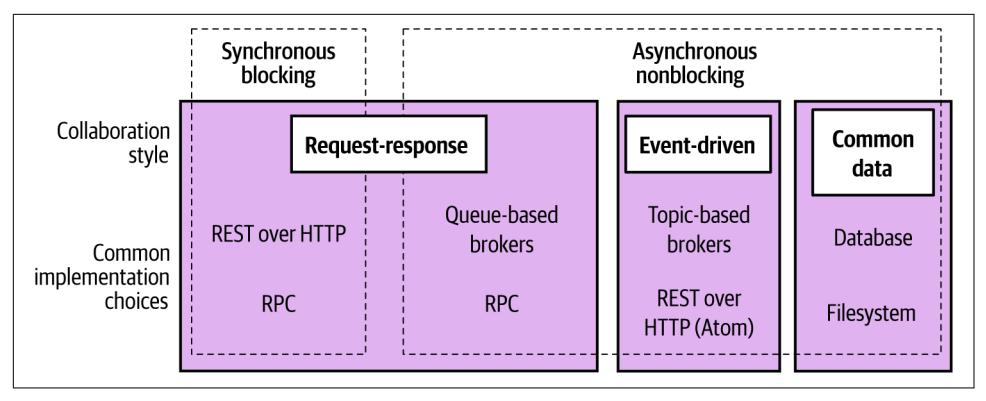 Synchronous
blocking
Asynchronous
nonblocking
Collaboration
style
Request-response
Event-driven
Common
data
Common
implementation
choices
REST over HTTP
RPC
Queue-based
brokers
RPC
Topic-based
brokers
REST over
HTTP (Atom)
Database
Filesystem